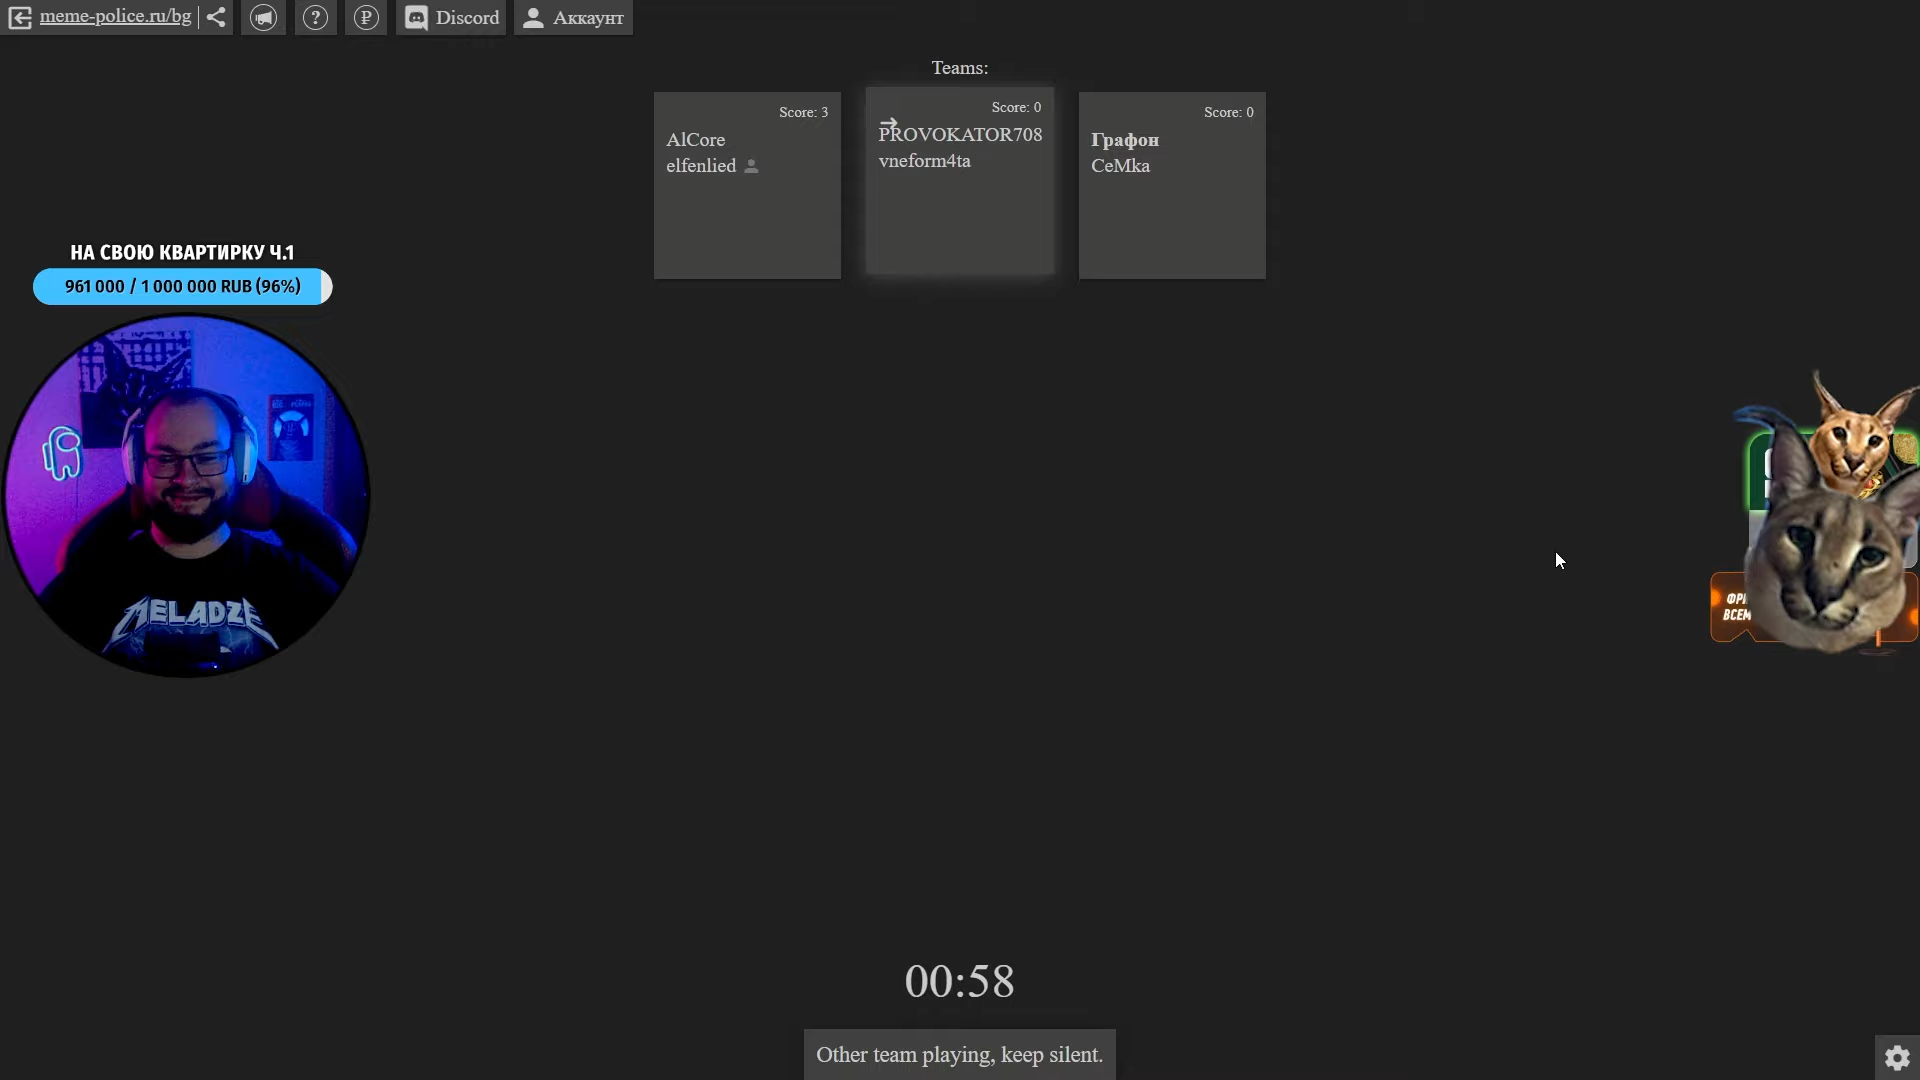 meme-police.ru/bg
Discord
Аккаунт
Teams:
Score: 3
AlCore
elfenlied
Score: 0
PROVOKATOR708
vneform4ta
Score: 0
Графон
CeMka
НА СВОЮ КВАРТИРКУ Ч.1
961 000 / 1 000 000 RUB (96%)
MELADZE
ВСЕМ
00:58
Other team playing, keep silent.